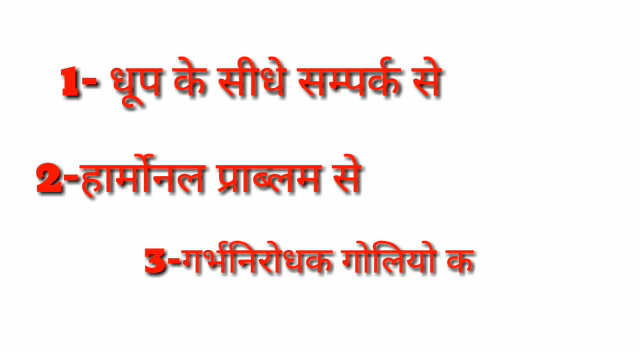 1- धूप के सीधे सम्पर्क से
2-हार्मोनल प्राब्लम से
3-गर्भनिरोधक गोलियो क